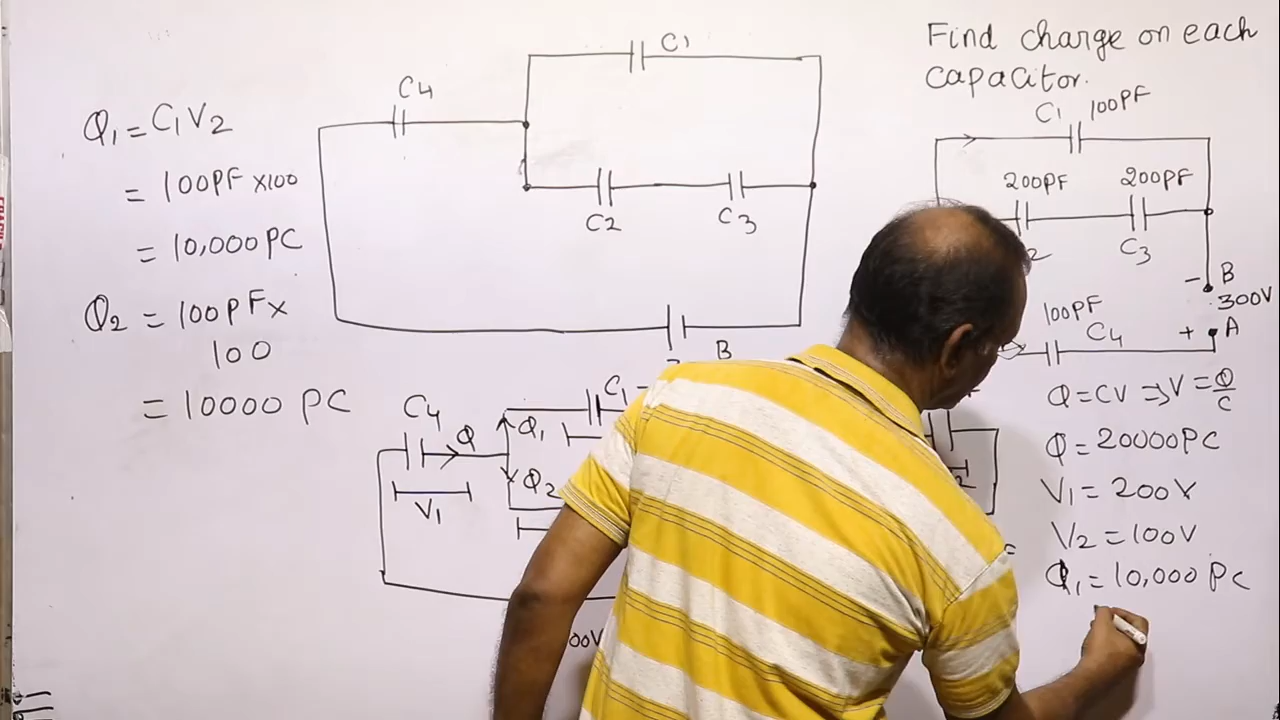 Find charge on each
capacitor.
Q1 = C1V2
= 100PF x100
= 10,000 PC
Q2 = 100PF x
100
= 10000 PC
C4
C1
C2
C3
B
C4
Q
Q1
Q2
C1
V1
C1 100PF
200PF
200PF
C3
- B
300V
+ A
100PF
C4
Q = CV => V = Q/C
Q = 20000PC
V1 = 200V
V2 = 100V
Q1 = 10,000 PC